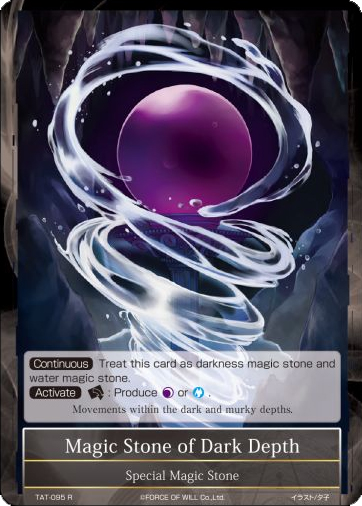 Continuous Treat this card as darkness magic stone and
water magic stone.
Activate : Produce or .
Movements within the dark and murky depths.
Magic Stone of Dark Depth
Special Magic Stone
TAT-095 R ©FORCE OF WILL Co.,Ltd. イラスト/夕子